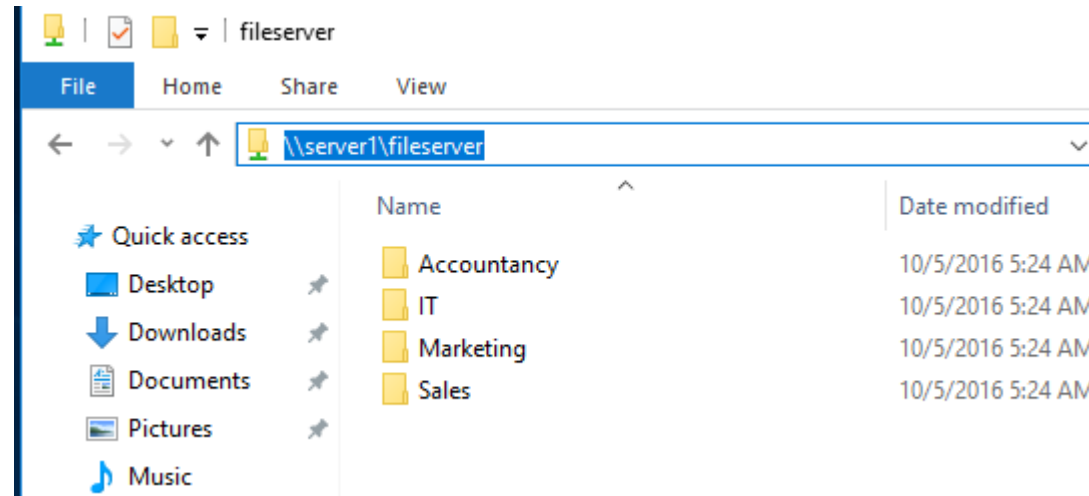 fileserver
File Home Share View
\\server1\fileserver
Name Date modified
Quick access
Desktop
Downloads
Documents
Pictures
Music
Accountancy 10/5/2016 5:24 AM
IT 10/5/2016 5:24 AM
Marketing 10/5/2016 5:24 AM
Sales 10/5/2016 5:24 AM